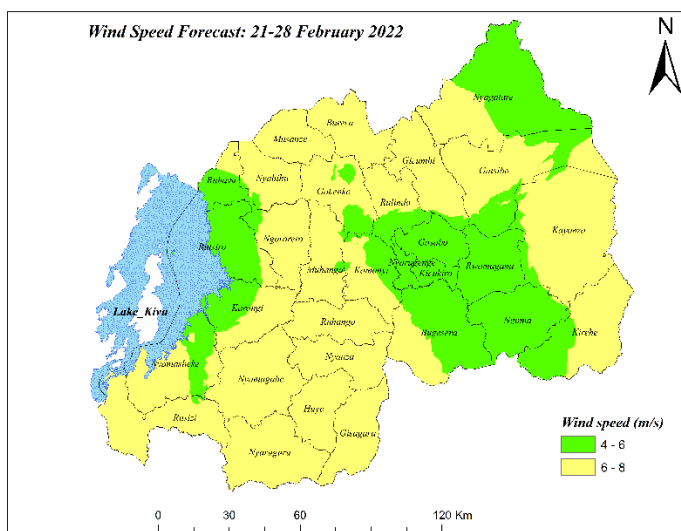 Wind Speed Forecast: 21-28 February 2022
N
Nyagatare
Burera
Musanze
Gicumbi
Gatsibo
Rubavu
Nyabihu
Gakenke
Rulindo
Kayonza
Rutsiro
Ngororero
Gasabo
Nyarugenge
Rwamagana
Muhanga
Kamonyi
Kicukiro
Karongi
Lake_Kivu
Ruhango
Bugesera
Ngoma
Kirehe
Nyanza
Nyamasheke
Nyamagabe
Huye
Rusizi
Gisagara
Nyaruguru
Wind speed (m/s)
4 - 6
6 - 8
0 30 60 120 Km